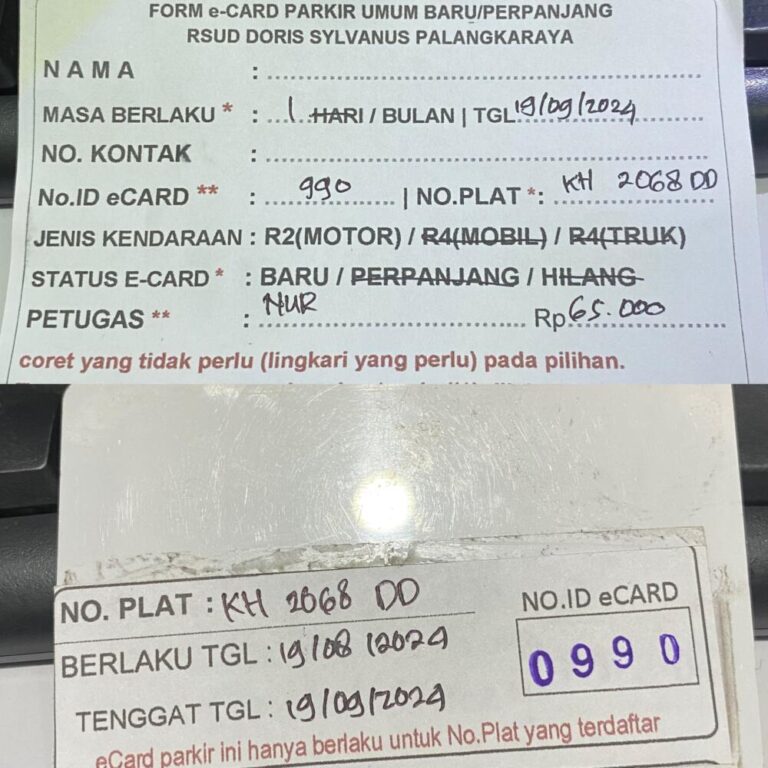 FORM e-CARD PARKIR UMUM BARU/PERPANJANG
RSUD DORIS SYLVANUS PALANGKARAYA
NAMA :
MASA BERLAKU * : 1 HARI / BULAN | TGL 19/09/2024
NO. KONTAK :
No.ID eCARD ** : 990 | NO.PLAT *: KH 2068 DD
JENIS KENDARAAN : R2(MOTOR) / R4(MOBIL) / R4(TRUK)
STATUS E-CARD * : BARU / PERPANJANG / HILANG
PETUGAS ** : NUR Rp 65.000
coret yang tidak perlu (lingkari yang perlu) pada pilihan.
NO. PLAT : KH 2068 DD
NO.ID eCARD
BERLAKU TGL : 19/08/2024
0990
TENGGAT TGL : 19/09/2024
eCard parkir ini hanya berlaku untuk No.Plat yang terdaftar